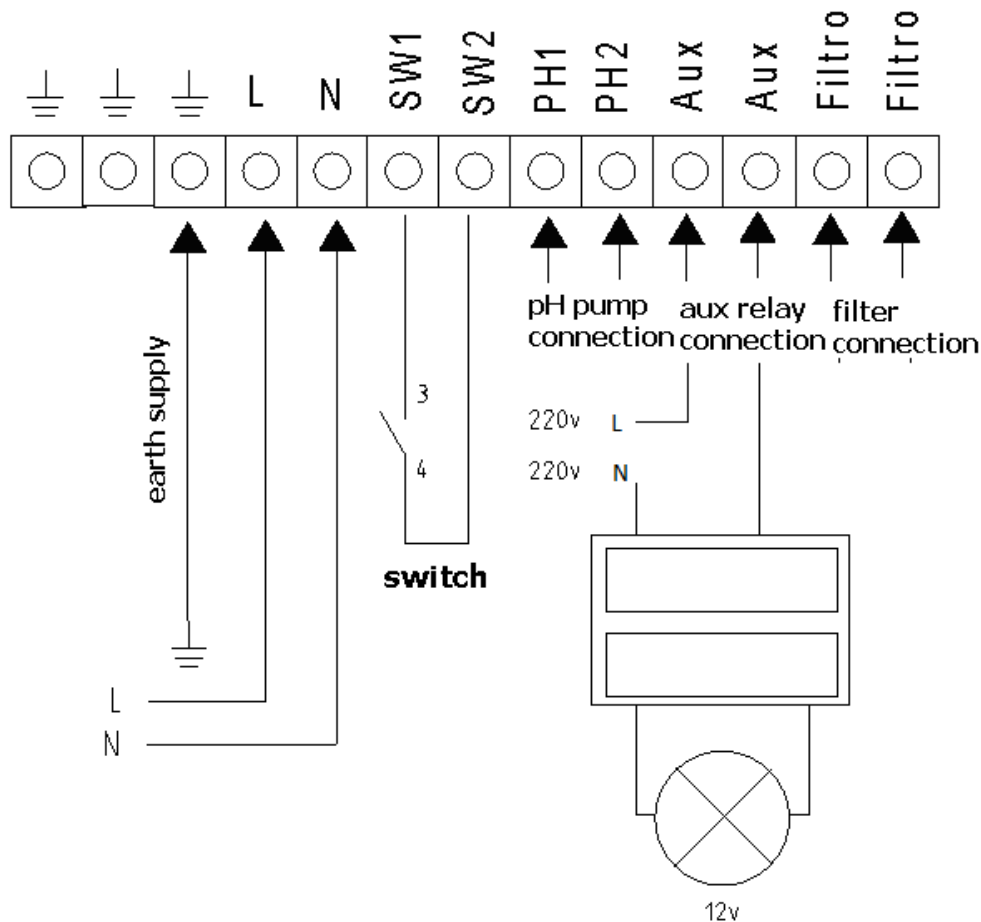 L
N
SW1
SW2
PH1
PH2
Aux
Aux
Filtro
Filtro
earth supply
pH pump
connection
aux relay
connection
filter
connection
3
4
switch
220v L
220v N
L
N
12v